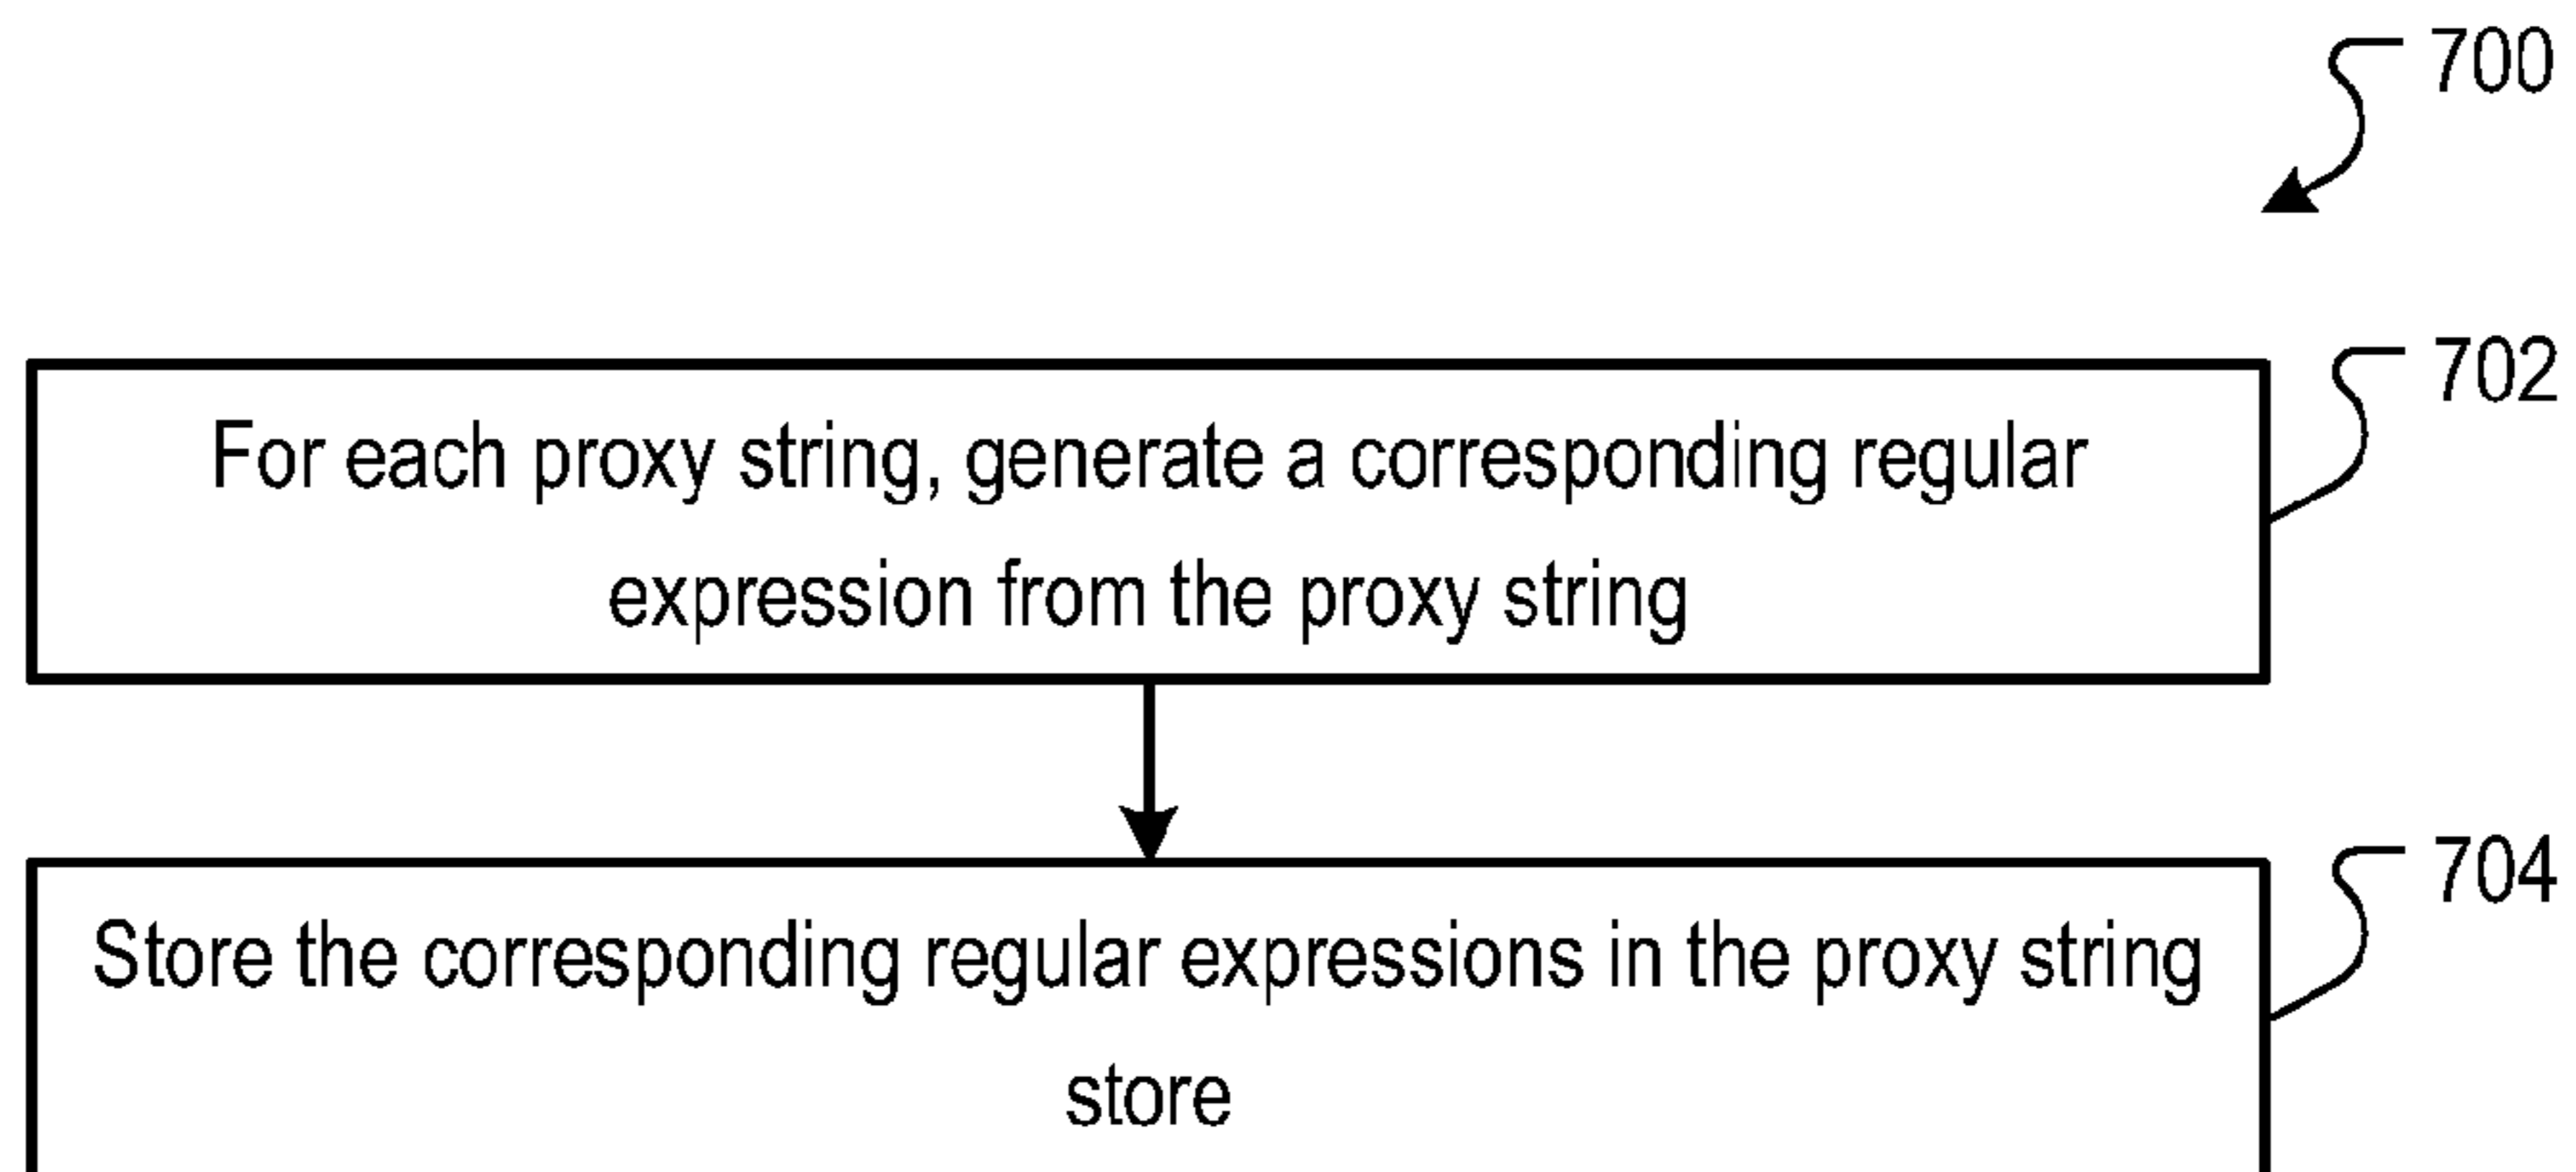 700
702
For each proxy string, generate a corresponding regular
expression from the proxy string
704
Store the corresponding regular expressions in the proxy string
store